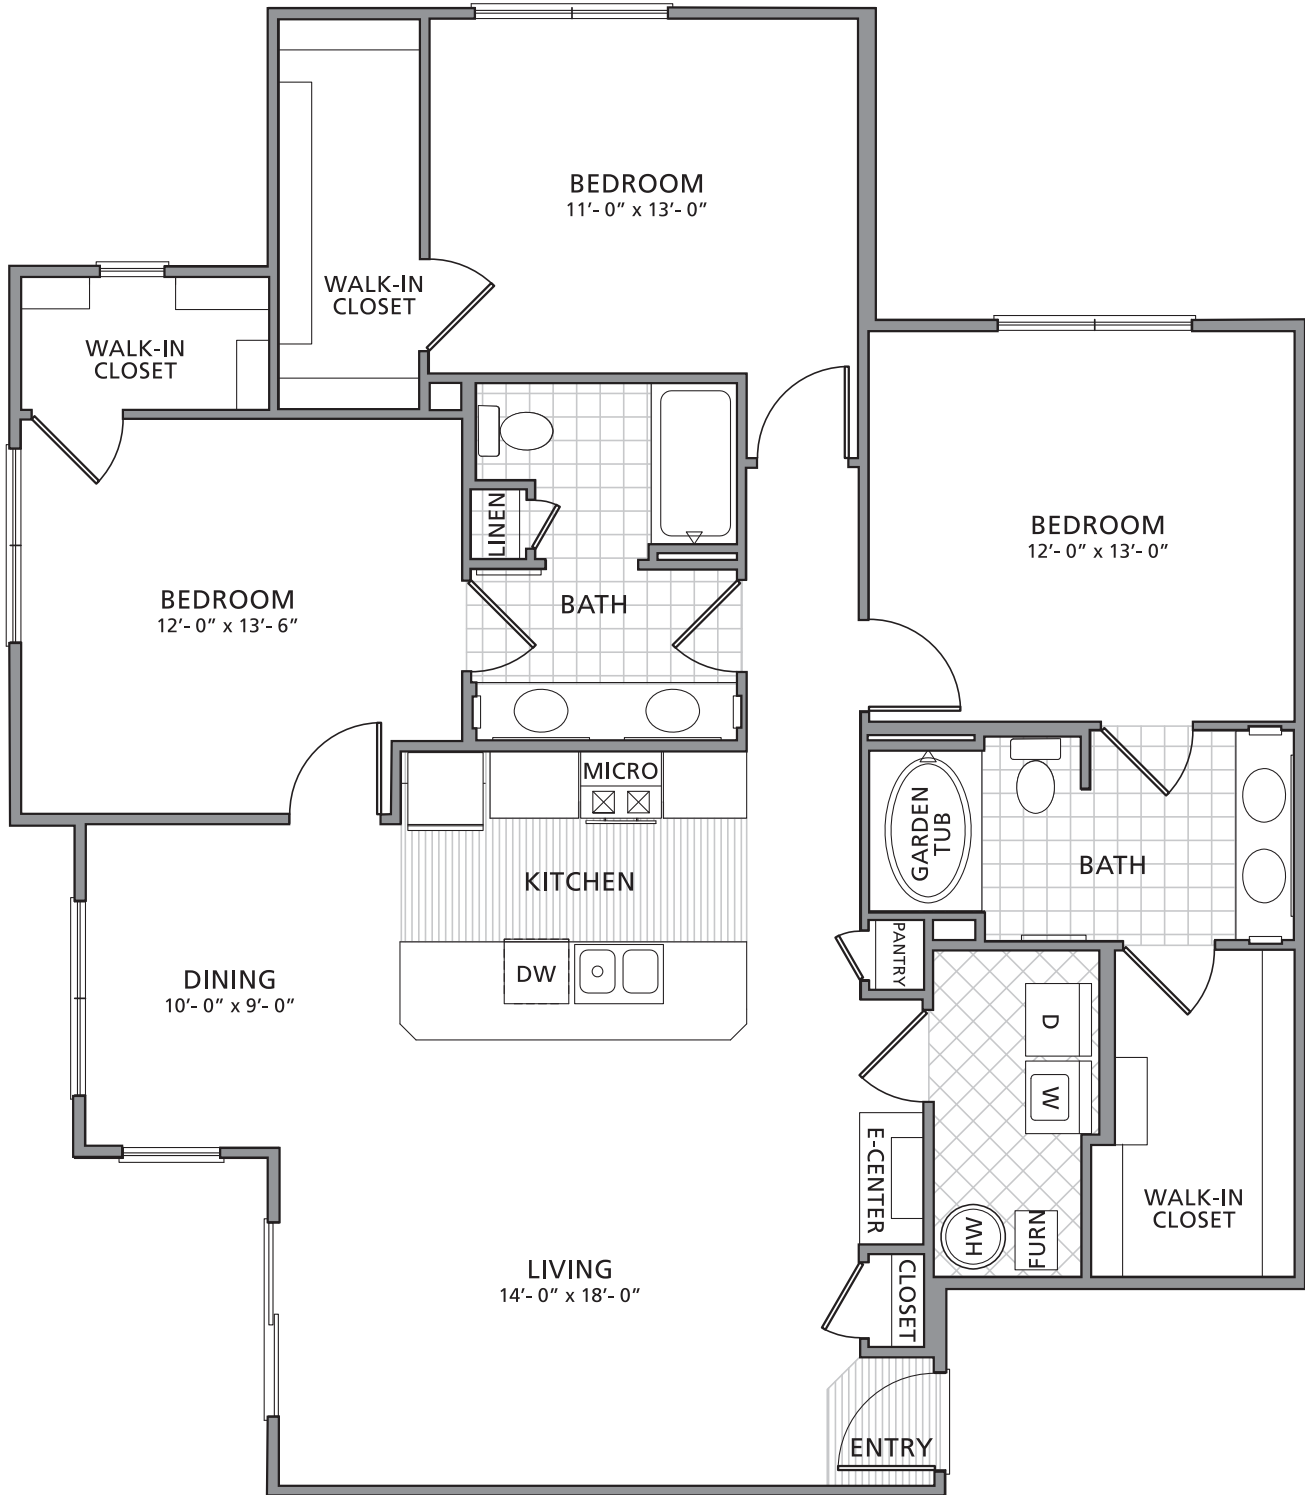 BEDROOM
11'- 0" x 13'- 0"
WALK-IN
CLOSET
WALK-IN
CLOSET
LINEN
BEDROOM
12'- 0" x 13'- 0"
BEDROOM
12'- 0" x 13'- 6"
BATH
MICRO
GARDEN
TUB
BATH
KITCHEN
PANTRY
DINING
10'- 0" x 9'- 0"
DW
D
W
E-CENTER
WALK-IN
CLOSET
HW
FURN
LIVING
14'- 0" x 18'- 0"
CLOSET
ENTRY